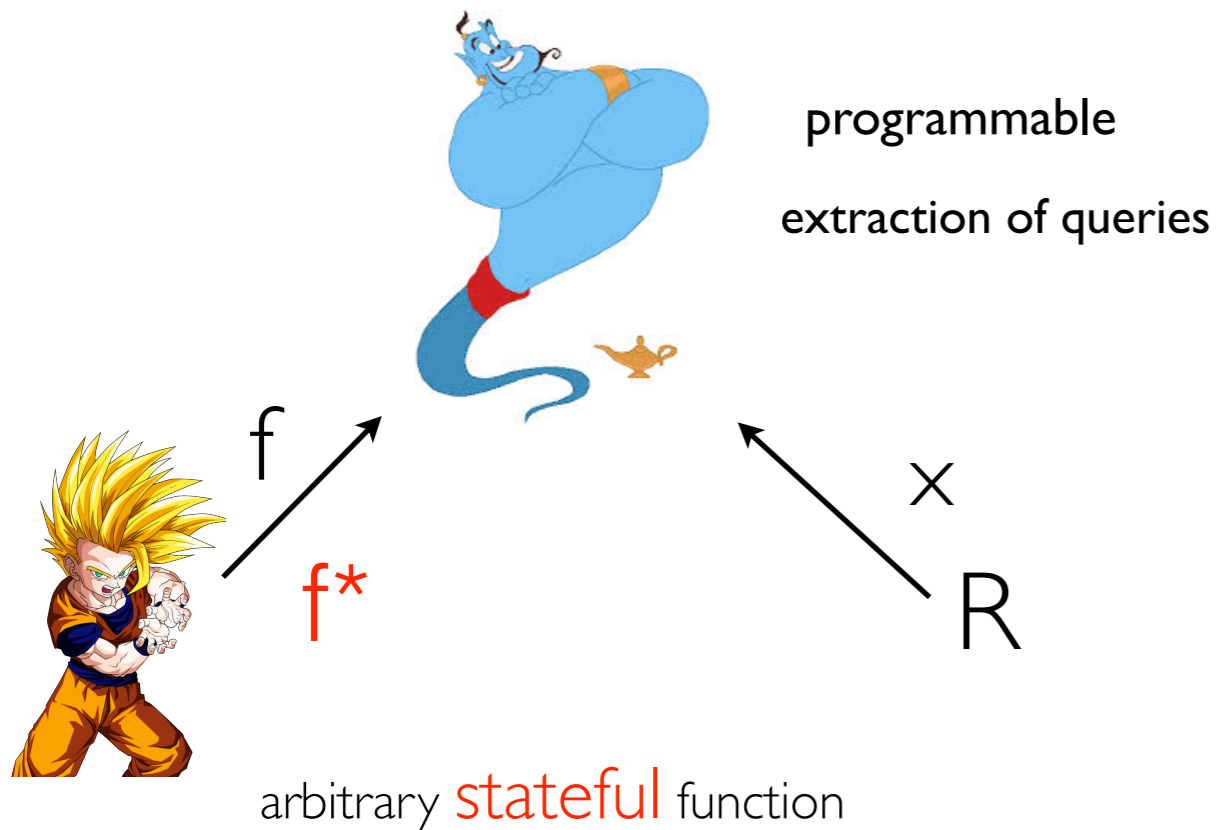 programmable
extraction of queries
f
x
f*
R
arbitrary stateful function